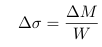 Δσ = ΔM / W